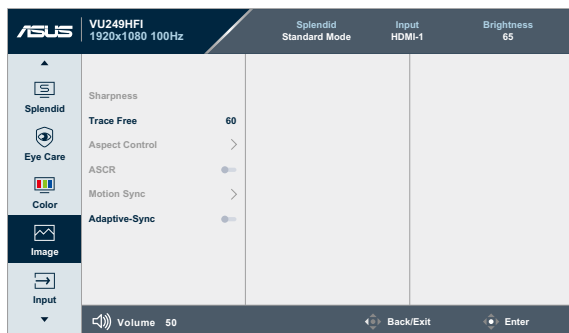 ASUS
VU249HFI
1920x1080 100Hz
Splendid
Standard Mode
Input
HDMI-1
Brightness
65
Splendid
Eye Care
Color
Image
Input
Sharpness
Trace Free 60
Aspect Control
ASCR
Motion Sync
Adaptive-Sync
Volume 50
Back/Exit
Enter